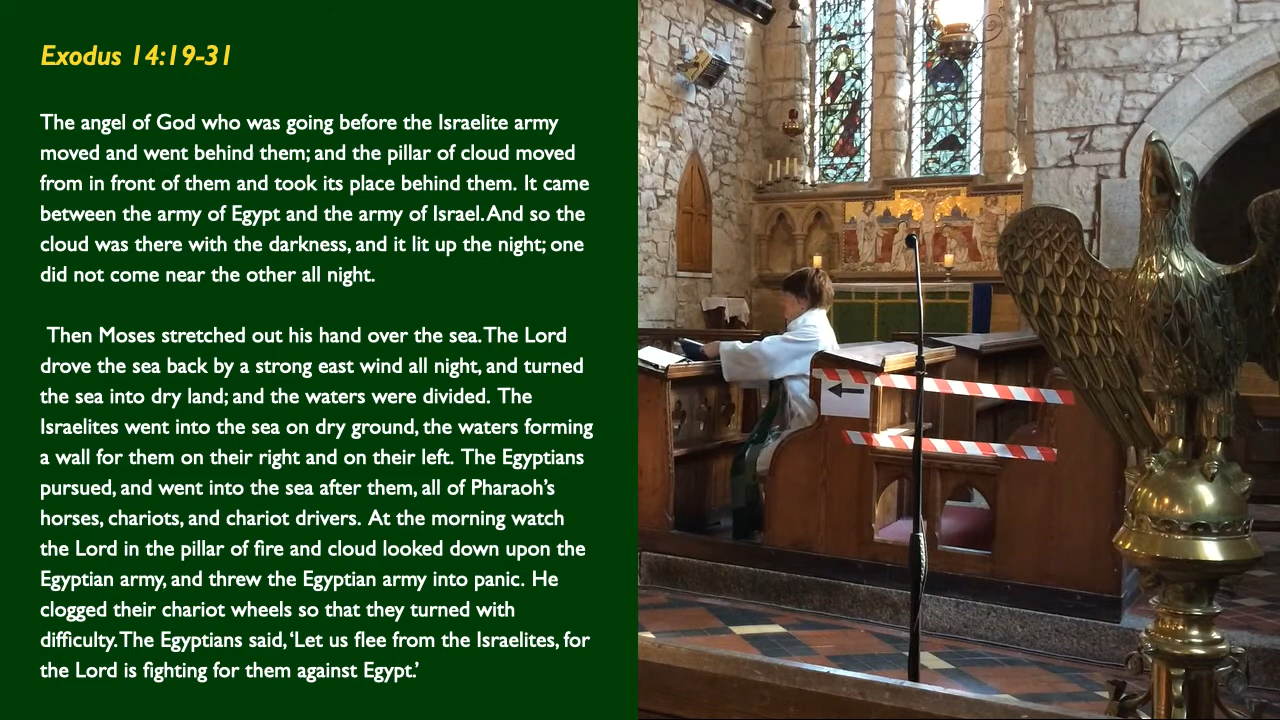 Exodus 14:19-31
The angel of God who was going before the Israelite army
moved and went behind them; and the pillar of cloud moved
from in front of them and took its place behind them. It came
between the army of Egypt and the army of Israel. And so the
cloud was there with the darkness, and it lit up the night; one
did not come near the other all night.
Then Moses stretched out his hand over the sea. The Lord
drove the sea back by a strong east wind all night, and turned
the sea into dry land; and the waters were divided. The
Israelites went into the sea on dry ground, the waters forming
a wall for them on their right and on their left. The Egyptians
pursued, and went into the sea after them, all of Pharaoh’s
horses, chariots, and chariot drivers. At the morning watch
the Lord in the pillar of fire and cloud looked down upon the
Egyptian army, and threw the Egyptian army into panic. He
clogged their chariot wheels so that they turned with
difficulty. The Egyptians said, ‘Let us flee from the Israelites, for
the Lord is fighting for them against Egypt.’